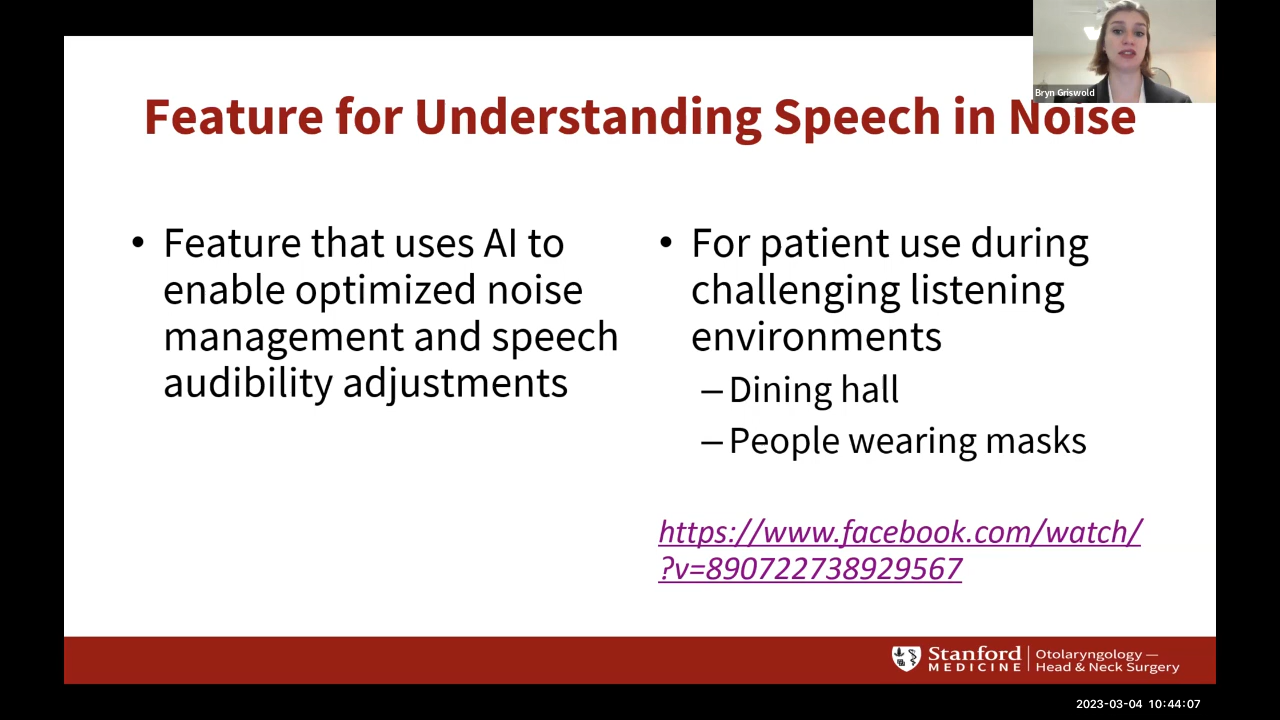 Bryn Griswold
Feature for Understanding Speech in Noise
• Feature that uses AI to
enable optimized noise
management and speech
audibility adjustments
• For patient use during
challenging listening
environments
– Dining hall
– People wearing masks
https://www.facebook.com/watch/
?v=890722738929567
Stanford
MEDICINE
Otolaryngology —
Head & Neck Surgery
2023-03-04 10:44:07